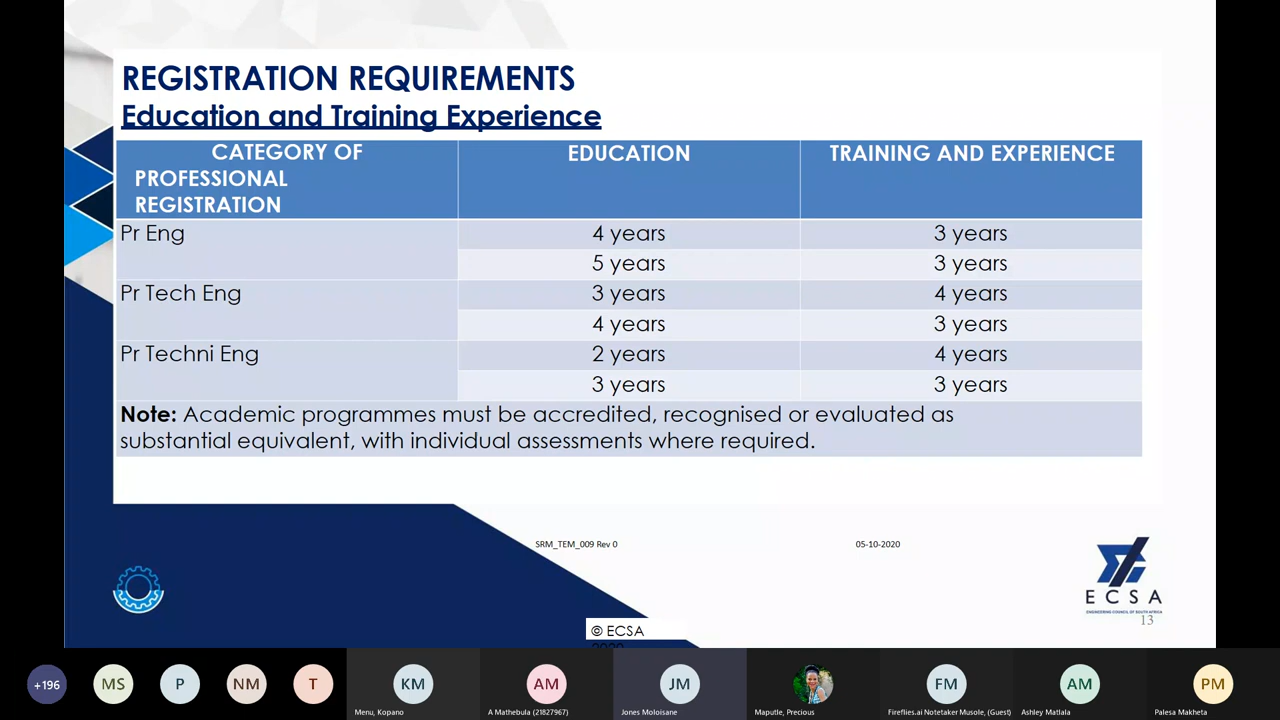 REGISTRATION REQUIREMENTS
Education and Training Experience
CATEGORY OF PROFESSIONAL REGISTRATION EDUCATION TRAINING AND EXPERIENCE
Pr Eng 4 years 3 years
5 years 3 years
Pr Tech Eng 3 years 4 years
4 years 3 years
Pr Techni Eng 2 years 4 years
3 years 3 years
Note: Academic programmes must be accredited, recognised or evaluated as
substantial equivalent, with individual assessments where required.
SRM_TEM_009 Rev 0 05-10-2020
ECSA
ENGINEERING COUNCIL OF SOUTH AFRICA
13
© ECSA
2020
+196 MS P NM T KM AM JM FM AM PM
Menu, Kopano A Mathebula (21827967) Jones Moloisane Maputle, Precious Fireflies.ai Notetaker Musole, (Guest) Ashley Matlala Palesa Makheta